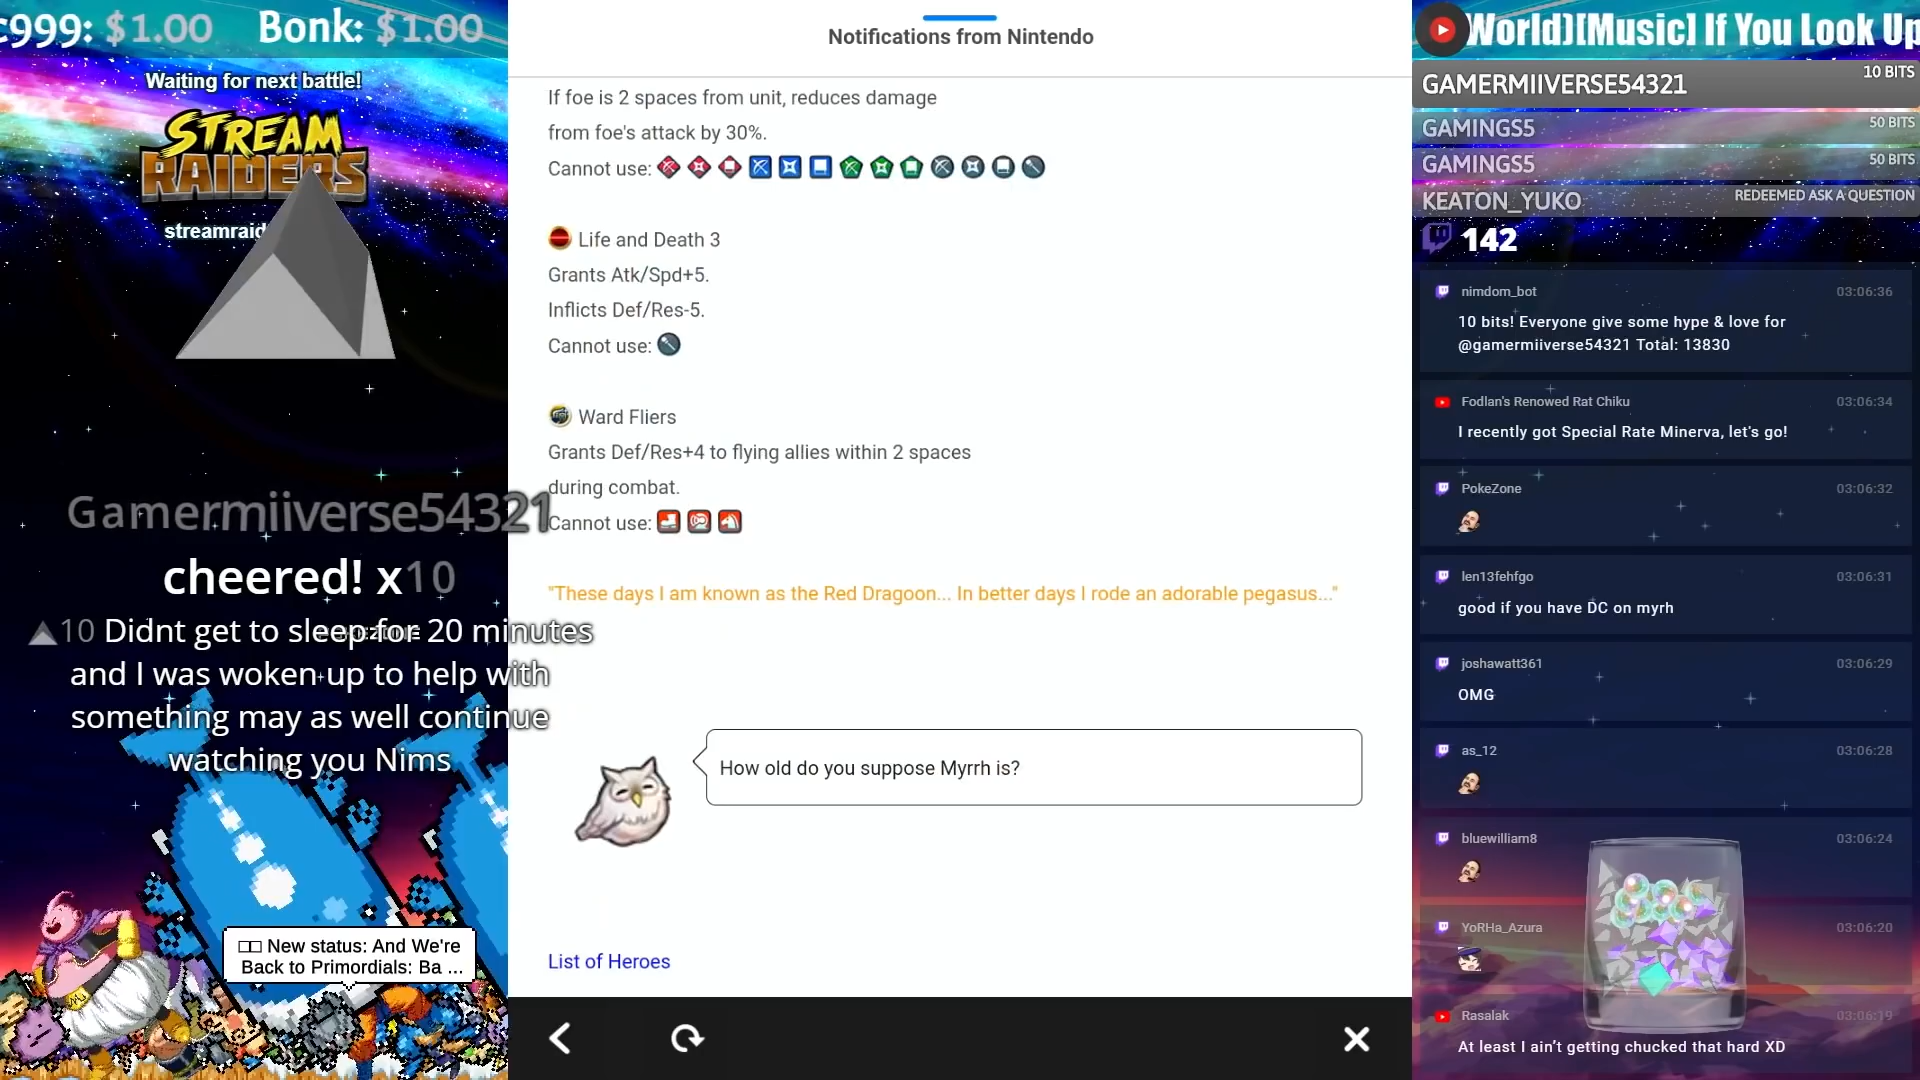 c999: $1.00 Bonk: $1.00
Waiting for next battle!
STREAM
RAIDERS
streamraid
Gamermiiverse54321
cheered! x10
10 Didnt get to sleep for 20 minutes
and I was woken up to help with
something may as well continue
watching you Nims
New status: And We're
Back to Primordials: Ba ...
Notifications from Nintendo
If foe is 2 spaces from unit, reduces damage
from foe's attack by 30%.
Cannot use:
Life and Death 3
Grants Atk/Spd+5.
Inflicts Def/Res-5.
Cannot use:
Ward Fliers
Grants Def/Res+4 to flying allies within 2 spaces
during combat.
Cannot use:
"These days I am known as the Red Dragoon... In better days I rode an adorable pegasus..."
How old do you suppose Myrrh is?
List of Heroes
World)[Music] If You Look Up
GAMERMIIVERSE54321 10 BITS
GAMINGS5 50 BITS
GAMINGS5 50 BITS
KEATON_YUKO REDEEMED ASK A QUESTION
142
nimdom_bot 03:06:36
10 bits! Everyone give some hype & love for
@gamermiiverse54321 Total: 13830
Fodlan's Renowed Rat Chiku 03:06:34
I recently got Special Rate Minerva, let's go!
PokeZone 03:06:32
len13fehfgo 03:06:31
good if you have DC on myrh
joshawatt361 03:06:29
OMG
as_12 03:06:28
bluewilliam8 03:06:24
YoRHa_Azura 03:06:20
Rasalak 03:06:19
At least I ain't getting chucked that hard XD